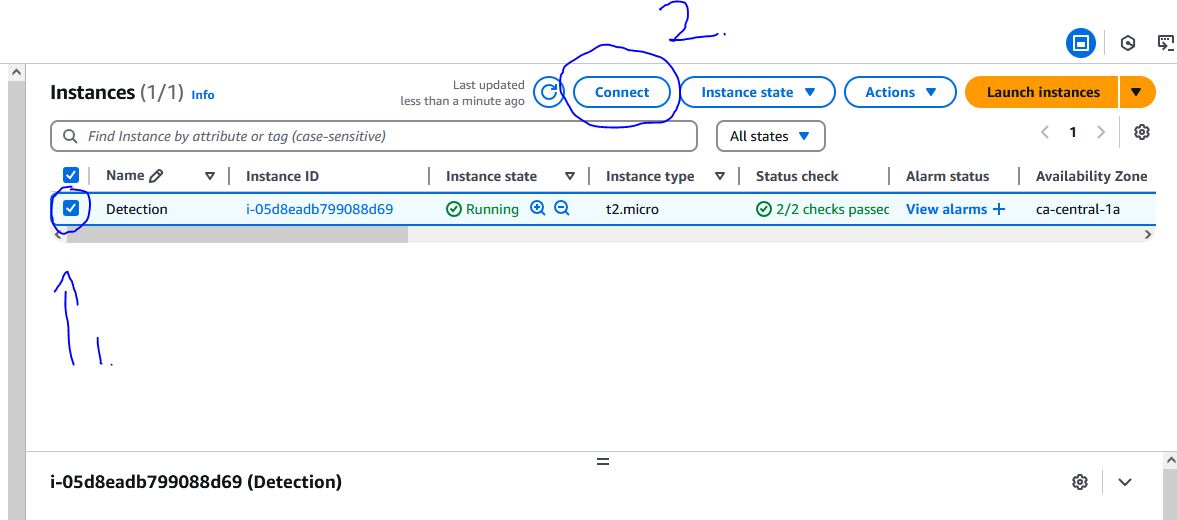 2.
Instances (1/1) Info
Last updated
less than a minute ago
Connect
Instance state
Actions
Launch instances
Find Instance by attribute or tag (case-sensitive)
All states
1
Name Instance ID Instance state Instance type Status check Alarm status Availability Zone
Detection i-05d8eadb799088d69 Running t2.micro 2/2 checks passec View alarms + ca-central-1a
1.
i-05d8eadb799088d69 (Detection)